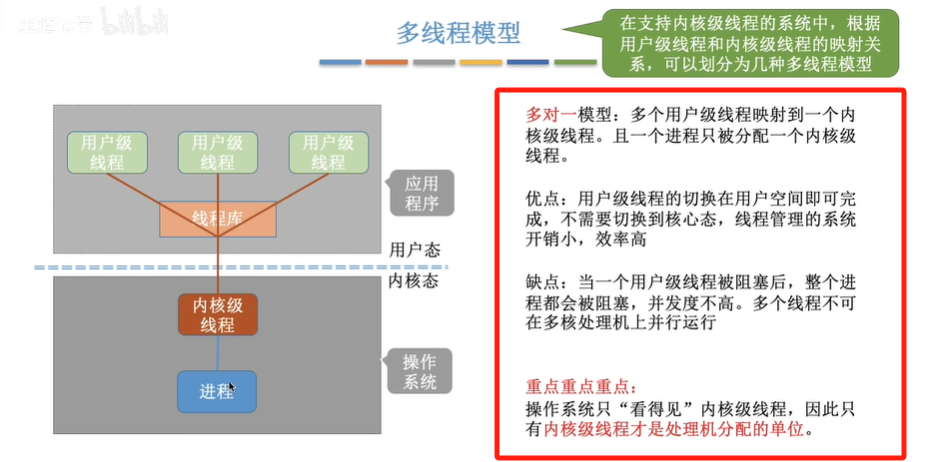 多线程模型
在支持内核级线程的系统中，根据
用户级线程和内核级线程的映射关
系，可以划分为几种多线程模型
用户级
线程
用户级
线程
用户级
线程
线程库
应用
程序
用户态
内核态
内核级
线程
进程
操作
系统
多对一模型：多个用户级线程映射到一个内
核级线程。且一个进程只被分配一个内核级
线程。
优点：用户级线程的切换在用户空间即可完
成，不需要切换到核心态，线程管理的系统
开销小，效率高
缺点：当一个用户级线程被阻塞后，整个进
程都会被阻塞，并发度不高。多个线程不可
在多核处理机上并行运行
重点重点重点：
操作系统只“看得见”内核级线程，因此只
有内核级线程才是处理机分配的单位。